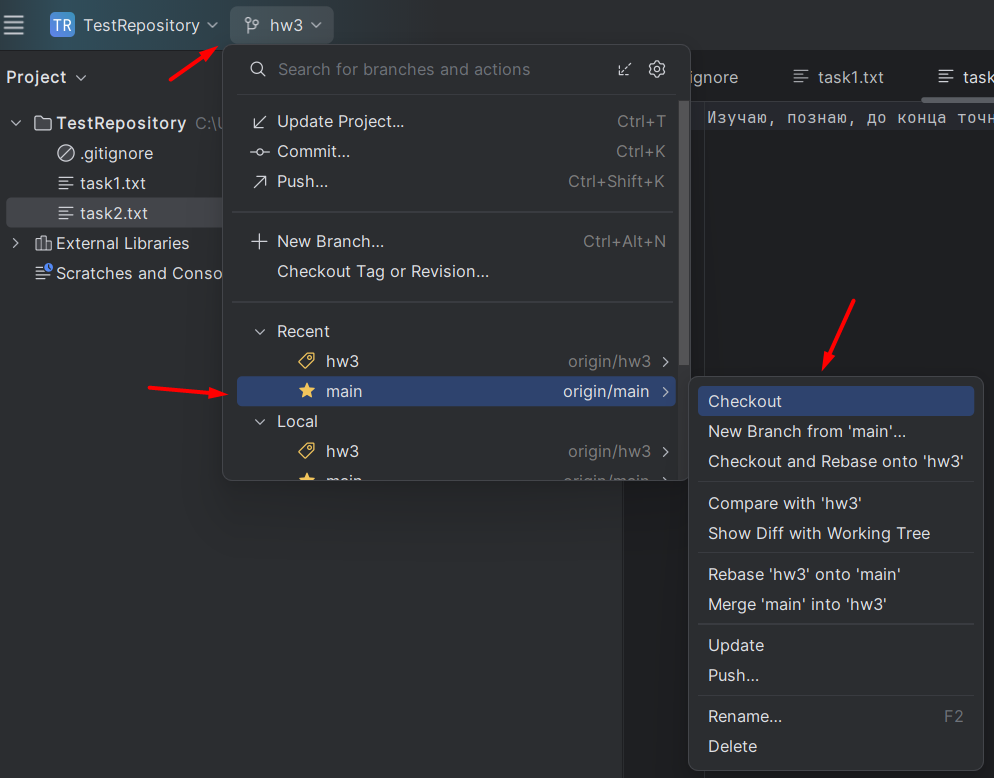 TR TestRepository hw3
Project
TestRepository C:\
.gitignore
task1.txt
task2.txt
External Libraries
Scratches and Conso
Search for branches and actions
Update Project... Ctrl+T
Commit... Ctrl+K
Push... Ctrl+Shift+K
New Branch... Ctrl+Alt+N
Checkout Tag or Revision...
Recent
hw3 origin/hw3
main origin/main
Local
hw3 origin/hw3
main origin/main
gnore task1.txt task
Изучаю, познаю, до конца точн
Checkout
New Branch from 'main'...
Checkout and Rebase onto 'hw3'
Compare with 'hw3'
Show Diff with Working Tree
Rebase 'hw3' onto 'main'
Merge 'main' into 'hw3'
Update
Push...
Rename... F2
Delete